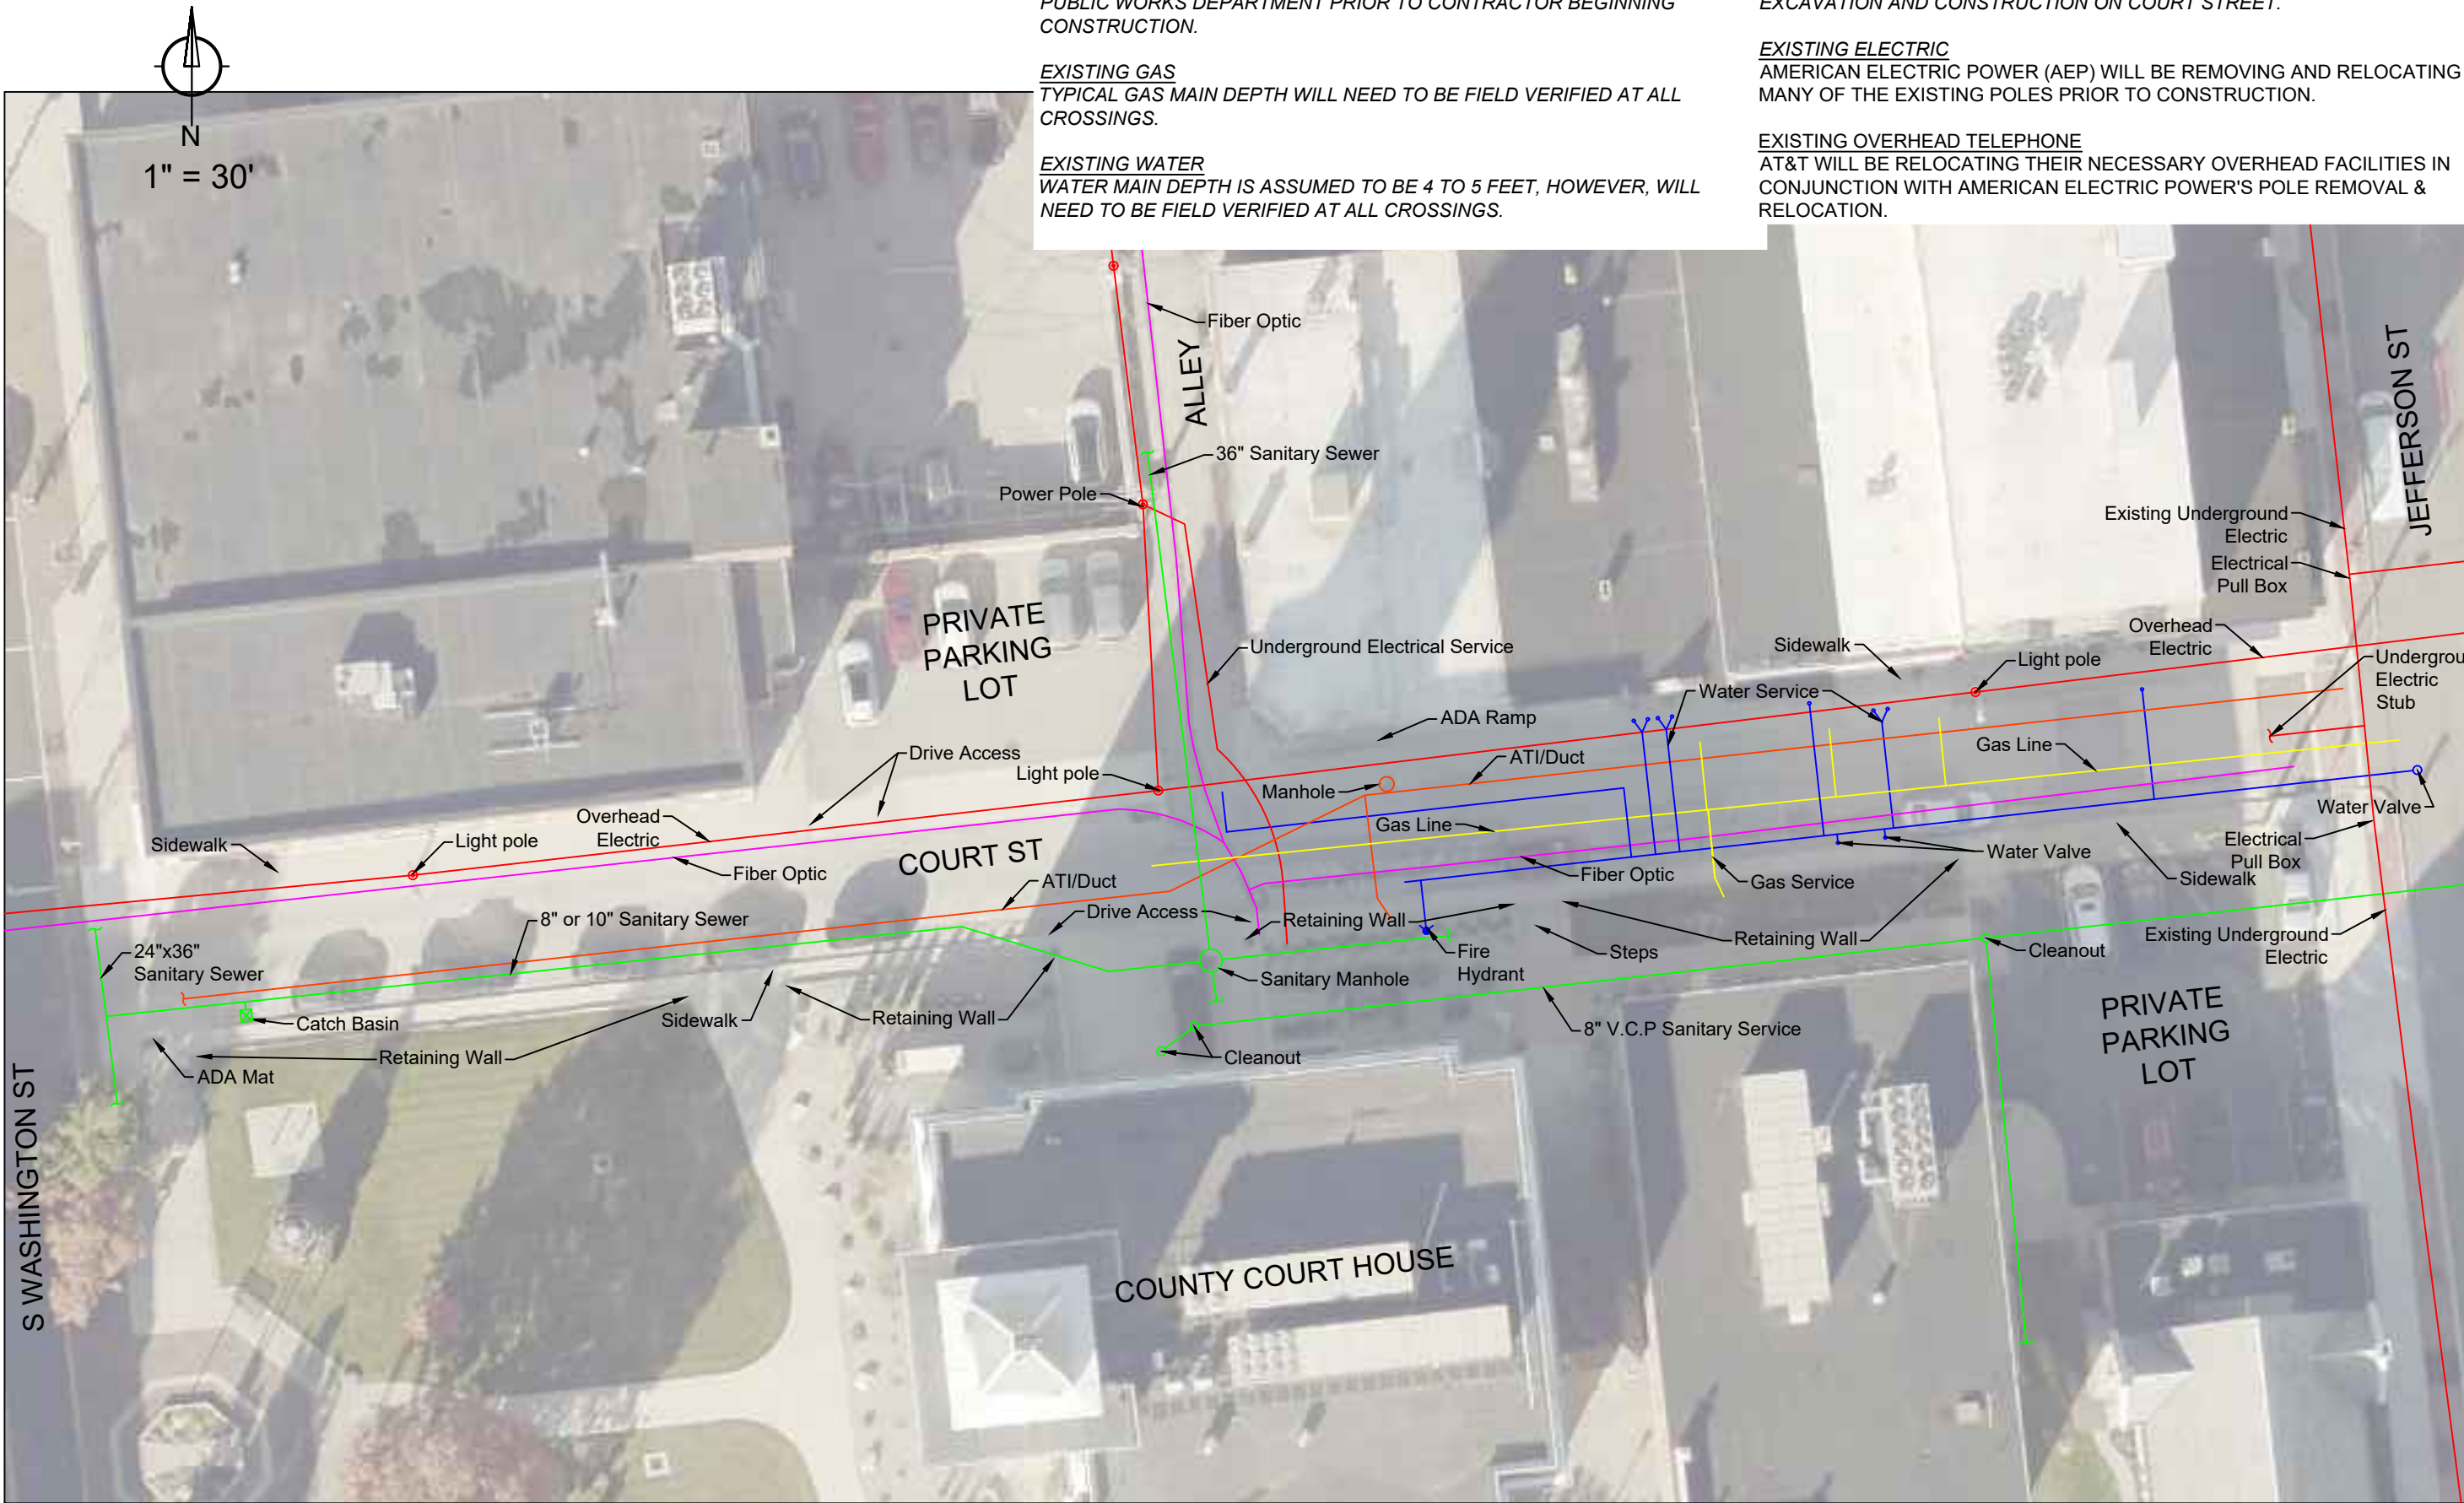 PUBLIC WORKS DEPARTMENT PRIOR TO CONTRACTOR BEGINNING
CONSTRUCTION.
EXISTING GAS
TYPICAL GAS MAIN DEPTH WILL NEED TO BE FIELD VERIFIED AT ALL
CROSSINGS.
EXISTING WATER
WATER MAIN DEPTH IS ASSUMED TO BE 4 TO 5 FEET, HOWEVER, WILL
NEED TO BE FIELD VERIFIED AT ALL CROSSINGS.
EXCAVATION AND CONSTRUCTION ON COURT STREET.
EXISTING ELECTRIC
AMERICAN ELECTRIC POWER (AEP) WILL BE REMOVING AND RELOCATING
MANY OF THE EXISTING POLES PRIOR TO CONSTRUCTION.
EXISTING OVERHEAD TELEPHONE
AT&T WILL BE RELOCATING THEIR NECESSARY OVERHEAD FACILITIES IN
CONJUNCTION WITH AMERICAN ELECTRIC POWER'S POLE REMOVAL &
RELOCATION.
N
1" = 30'
Fiber Optic
ALLEY
36" Sanitary Sewer
Power Pole
JEFFERSON ST
Existing Underground
Electric
Electrical
Pull Box
PRIVATE
PARKING
LOT
Underground Electrical Service
Sidewalk
Overhead
Electric
Light pole
Undergrou
Electric
Stub
Water Service
ADA Ramp
Drive Access
Light pole
ATI/Duct
Gas Line
Manhole
Water Valve
Overhead
Electric
Sidewalk
Light pole
Gas Line
Electrical
Pull Box
Water Valve
COURT ST
Fiber Optic
ATI/Duct
Fiber Optic
Gas Service
Sidewalk
8" or 10" Sanitary Sewer
Drive Access
Retaining Wall
24"x36"
Sanitary Sewer
Retaining Wall
Existing Underground
Electric
Steps
Fire
Hydrant
Cleanout
Sanitary Manhole
PRIVATE
PARKING
LOT
Catch Basin
Sidewalk
Retaining Wall
8" V.C.P Sanitary Service
Retaining Wall
Cleanout
ADA Mat
S WASHINGTON ST
COUNTY COURT HOUSE